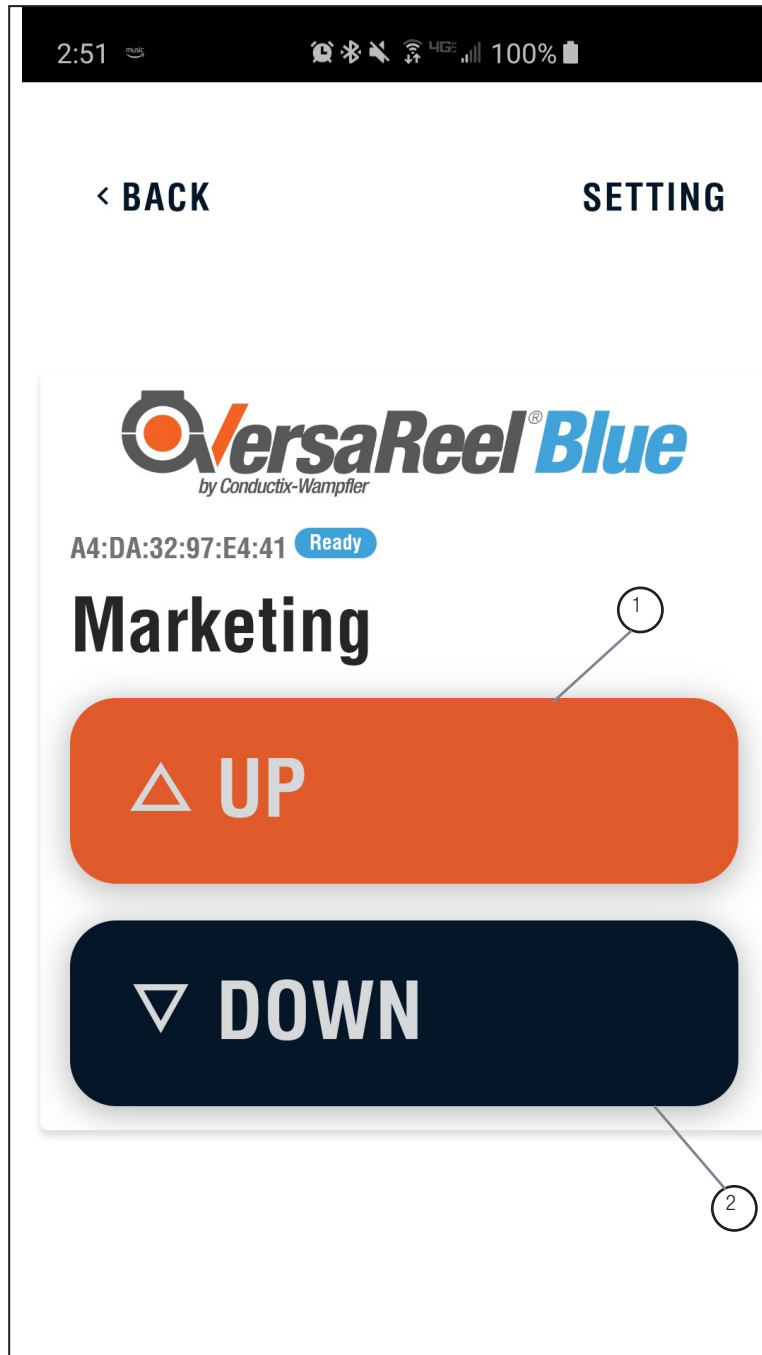 2:51 music 4GE 100%
< BACK SETTING
VersaReel® Blue
by Conductix-Wampfler
A4:DA:32:97:E4:41 Ready
Marketing
1
△ UP
▽ DOWN
2